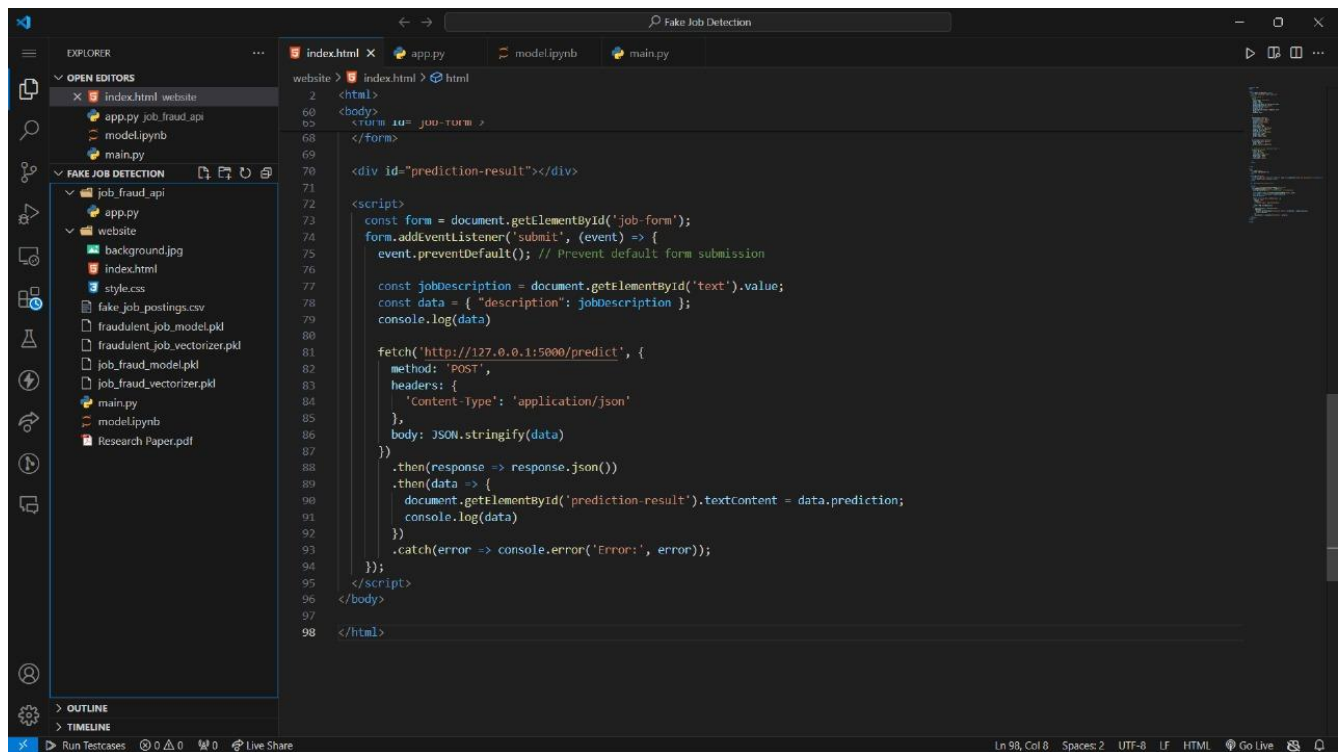 Fake Job Detection
EXPLORER
index.html
app.py
model.ipynb
main.py
OPEN EDITORS
index.html website
app.py job_fraud_api
model.ipynb
main.py
FAKE JOB DETECTION
job_fraud_api
app.py
website
background.jpg
index.html
style.css
fake_job_postings.csv
fraudulent_job_model.pkl
fraudulent_job_vectorizer.pkl
job_fraud_model.pkl
job_fraud_vectorizer.pkl
main.py
model.ipynb
Research Paper.pdf
OUTLINE
TIMELINE
website > index.html > html
2 <html>
60 <body>
65 <form id="job-form">
68 </form>
69
70 <div id="prediction-result"></div>
71
72 <script>
73 const form = document.getElementById('job-form');
74 form.addEventListener('submit', (event) => {
75 event.preventDefault(); // Prevent default form submission
76
77 const jobDescription = document.getElementById('text').value;
78 const data = { "description": jobDescription };
79 console.log(data)
80
81 fetch('http://127.0.0.1:5000/predict', {
82 method: 'POST',
83 headers: {
84 'Content-Type': 'application/json'
85 },
86 body: JSON.stringify(data)
87 })
88 .then(response => response.json())
89 .then(data => {
90 document.getElementById('prediction-result').textContent = data.prediction;
91 console.log(data)
92 })
93 .catch(error => console.error('Error:', error));
94 });
95 </script>
96 </body>
97
98 </html>
Run Testcases 0 0 0 Live Share
Ln 98, Col 8 Spaces: 2 UTF-8 LF HTML Go Live